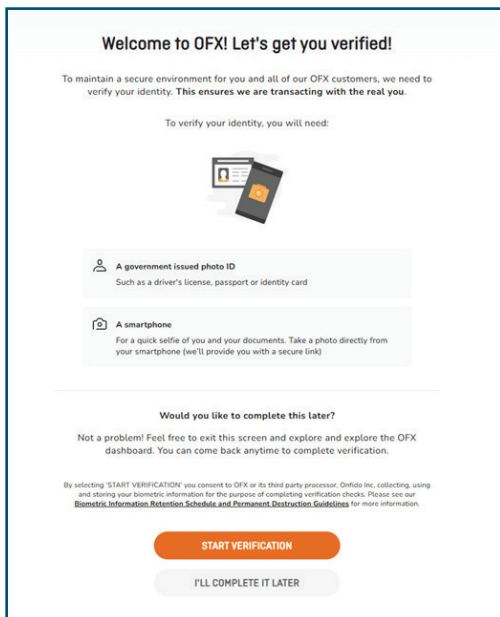 Welcome to OFX! Let's get you verified!
To maintain a secure environment for you and all of our OFX customers, we need to
verify your identity. This ensures we are transacting with the real you.
To verify your identity, you will need:
A government issued photo ID
Such as a driver's license, passport or identity card
A smartphone
For a quick selfie of you and your documents. Take a photo directly from
your smartphone (we'll provide you with a secure link)
Would you like to complete this later?
Not a problem! Feel free to exit this screen and explore and explore the OFX
dashboard. You can come back anytime to complete verification.
By selecting 'START VERIFICATION' you consent to OFX or its third party processor, Onfido Inc, collecting, using
and storing your biometric information for the purpose of completing verification checks. Please see our
Biometric Information Retention Schedule and Permanent Destruction Guidelines for more information.
START VERIFICATION
I'LL COMPLETE IT LATER